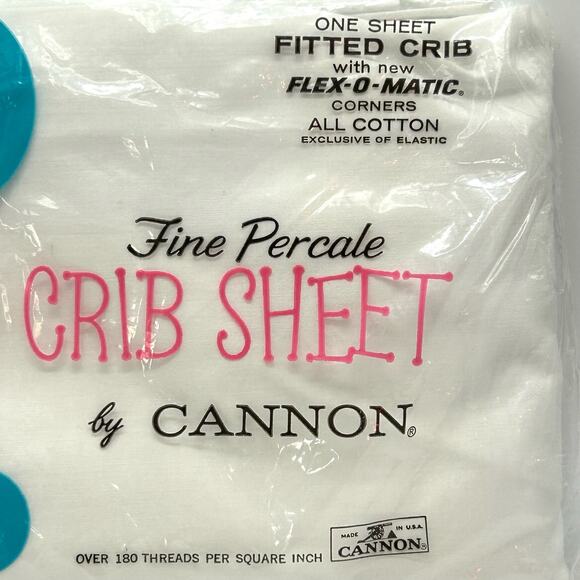 ONE SHEET
FITTED CRIB
with new
FLEX-O-MATIC®
CORNERS
ALL COTTON
EXCLUSIVE OF ELASTIC
Fine Percale
CRIB SHEET
by CANNON®
MADE IN U.S.A.
CANNON®
OVER 180 THREADS PER SQUARE INCH